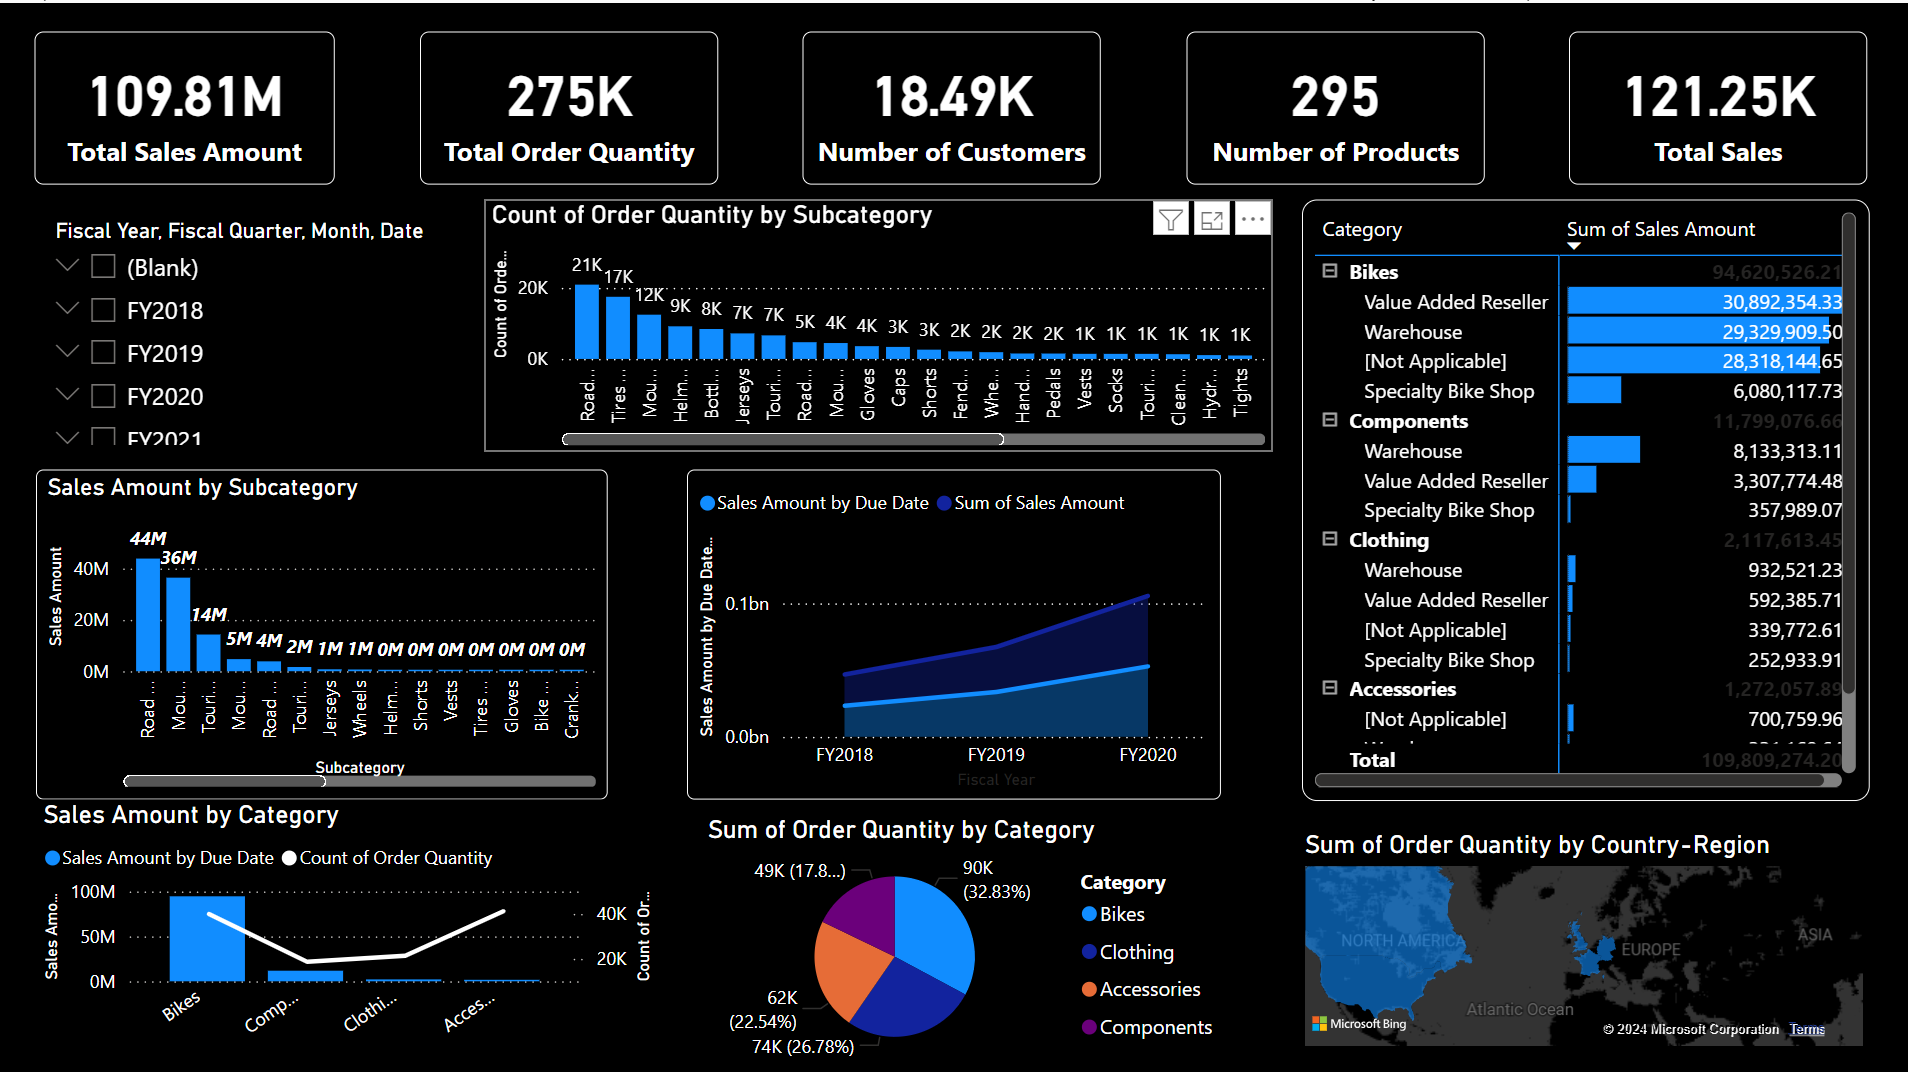 109.81M
Total Sales Amount
275K
Total Order Quantity
18.49K
Number of Customers
295
Number of Products
121.25K
Total Sales
Fiscal Year, Fiscal Quarter, Month, Date
(Blank)
FY2018
FY2019
FY2020
FY2021
Count of Order Quantity by Subcategory
Count of Orde...
20K
0K
21K 17K 12K 9K 8K 7K 7K 5K 4K 4K 3K 3K 2K 2K 2K 2K 1K 1K 1K 1K 1K 1K
Road... Tires ... Mou... Helm... Bottl... Jerseys Touri... Road... Mou... Gloves Caps Shorts Fend... Whe... Hand... Pedals Vests Socks Touri... Clean... Hydr... Tights
Category Sum of Sales Amount
Bikes 94,620,526.21
Value Added Reseller 30,892,354.33
Warehouse 29,329,909.50
[Not Applicable] 28,318,144.65
Specialty Bike Shop 6,080,117.73
Components 11,799,076.66
Warehouse 8,133,313.11
Value Added Reseller 3,307,774.48
Specialty Bike Shop 357,989.07
Clothing 2,117,613.45
Warehouse 932,521.23
Value Added Reseller 592,385.71
[Not Applicable] 339,772.61
Specialty Bike Shop 252,933.91
Accessories 1,272,057.89
[Not Applicable] 700,759.96
Total 109,809,274.20
Sales Amount by Subcategory
Sales Amount
40M
20M
0M
44M 36M 14M 5M 4M 2M 1M 1M 0M 0M 0M 0M 0M 0M 0M
Road ... Mou... Touri... Mou... Road ... Touri... Jerseys Wheels Helm... Shorts Vests Tires ... Gloves Bike ... Crank...
Subcategory
Sales Amount by Due Date Sum of Sales Amount
Sales Amount by Due Date...
0.1bn
0.0bn
FY2018 FY2019 FY2020
Fiscal Year
Sales Amount by Category
Sales Amount by Due Date Count of Order Quantity
Sales Amo...
100M
50M
0M
40K
20K
Count of Or...
Bikes Comp... Clothi... Acces...
Sum of Order Quantity by Category
49K (17.8...)
90K
(32.83%)
62K
(22.54%)
74K (26.78%)
Category
Bikes
Clothing
Accessories
Components
Sum of Order Quantity by Country-Region
NORTH AMERICA
EUROPE
ASIA
Atlantic Ocean
Microsoft Bing
© 2024 Microsoft Corporation Terms